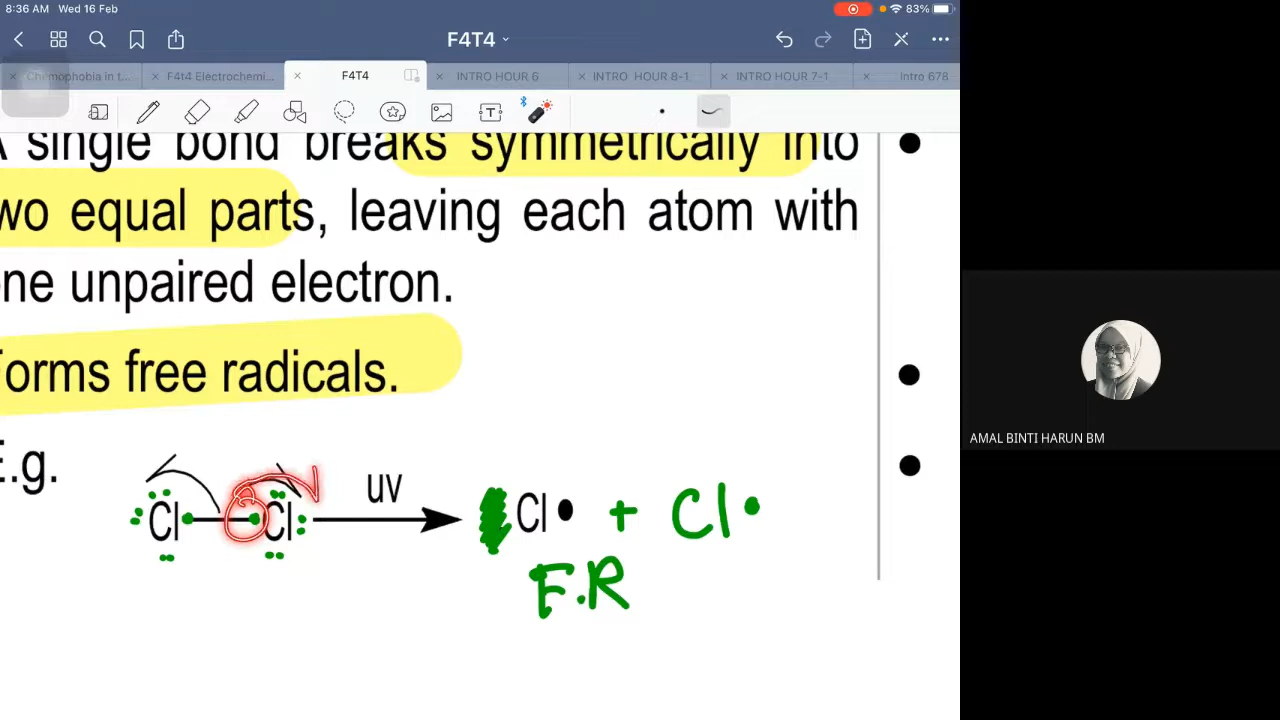 8:36 AM Wed 16 Feb
83%
F4T4
Chemophobia in t...
F4t4 Electrochemi...
F4T4
INTRO HOUR 6
INTRO HOUR 8-1
INTRO HOUR 7-1
Intro 678
T
single bond breaks symmetrically into
wo equal parts, leaving each atom with
ne unpaired electron.
Forms free radicals.
E.g.
Cl Cl uv Cl• + Cl•
F.R
AMAL BINTI HARUN BM